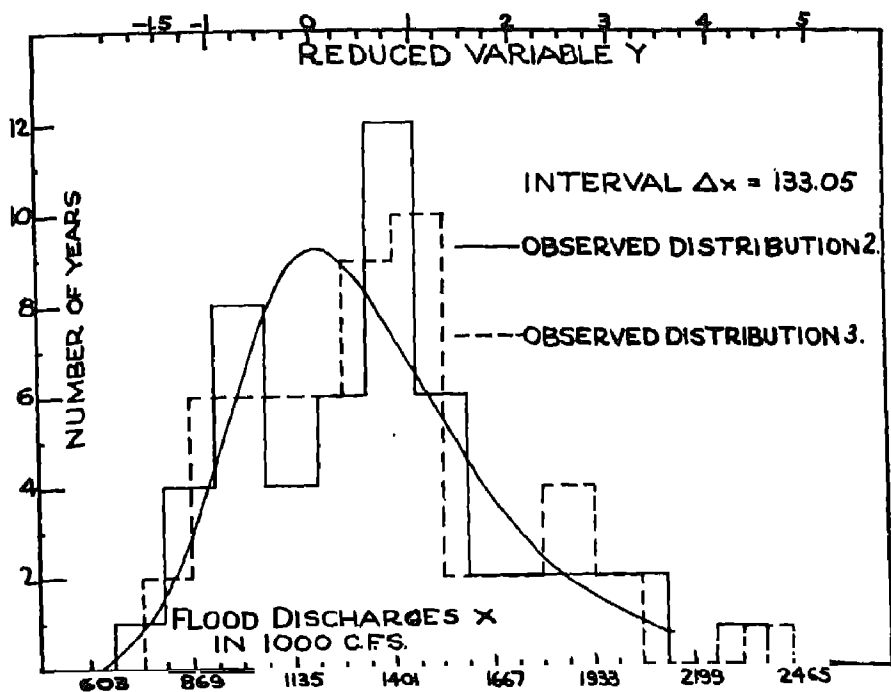 -1.5 -1 0 1 2 3 4 5
REDUCED VARIABLE Y
12
10
8
6
4
2
NUMBER OF YEARS
INTERVAL Δx = 133.05
OBSERVED DISTRIBUTION 2.
OBSERVED DISTRIBUTION 3.
FLOOD DISCHARGES X
IN 1000 C.F.S.
603 869 1135 1401 1667 1933 2199 2465